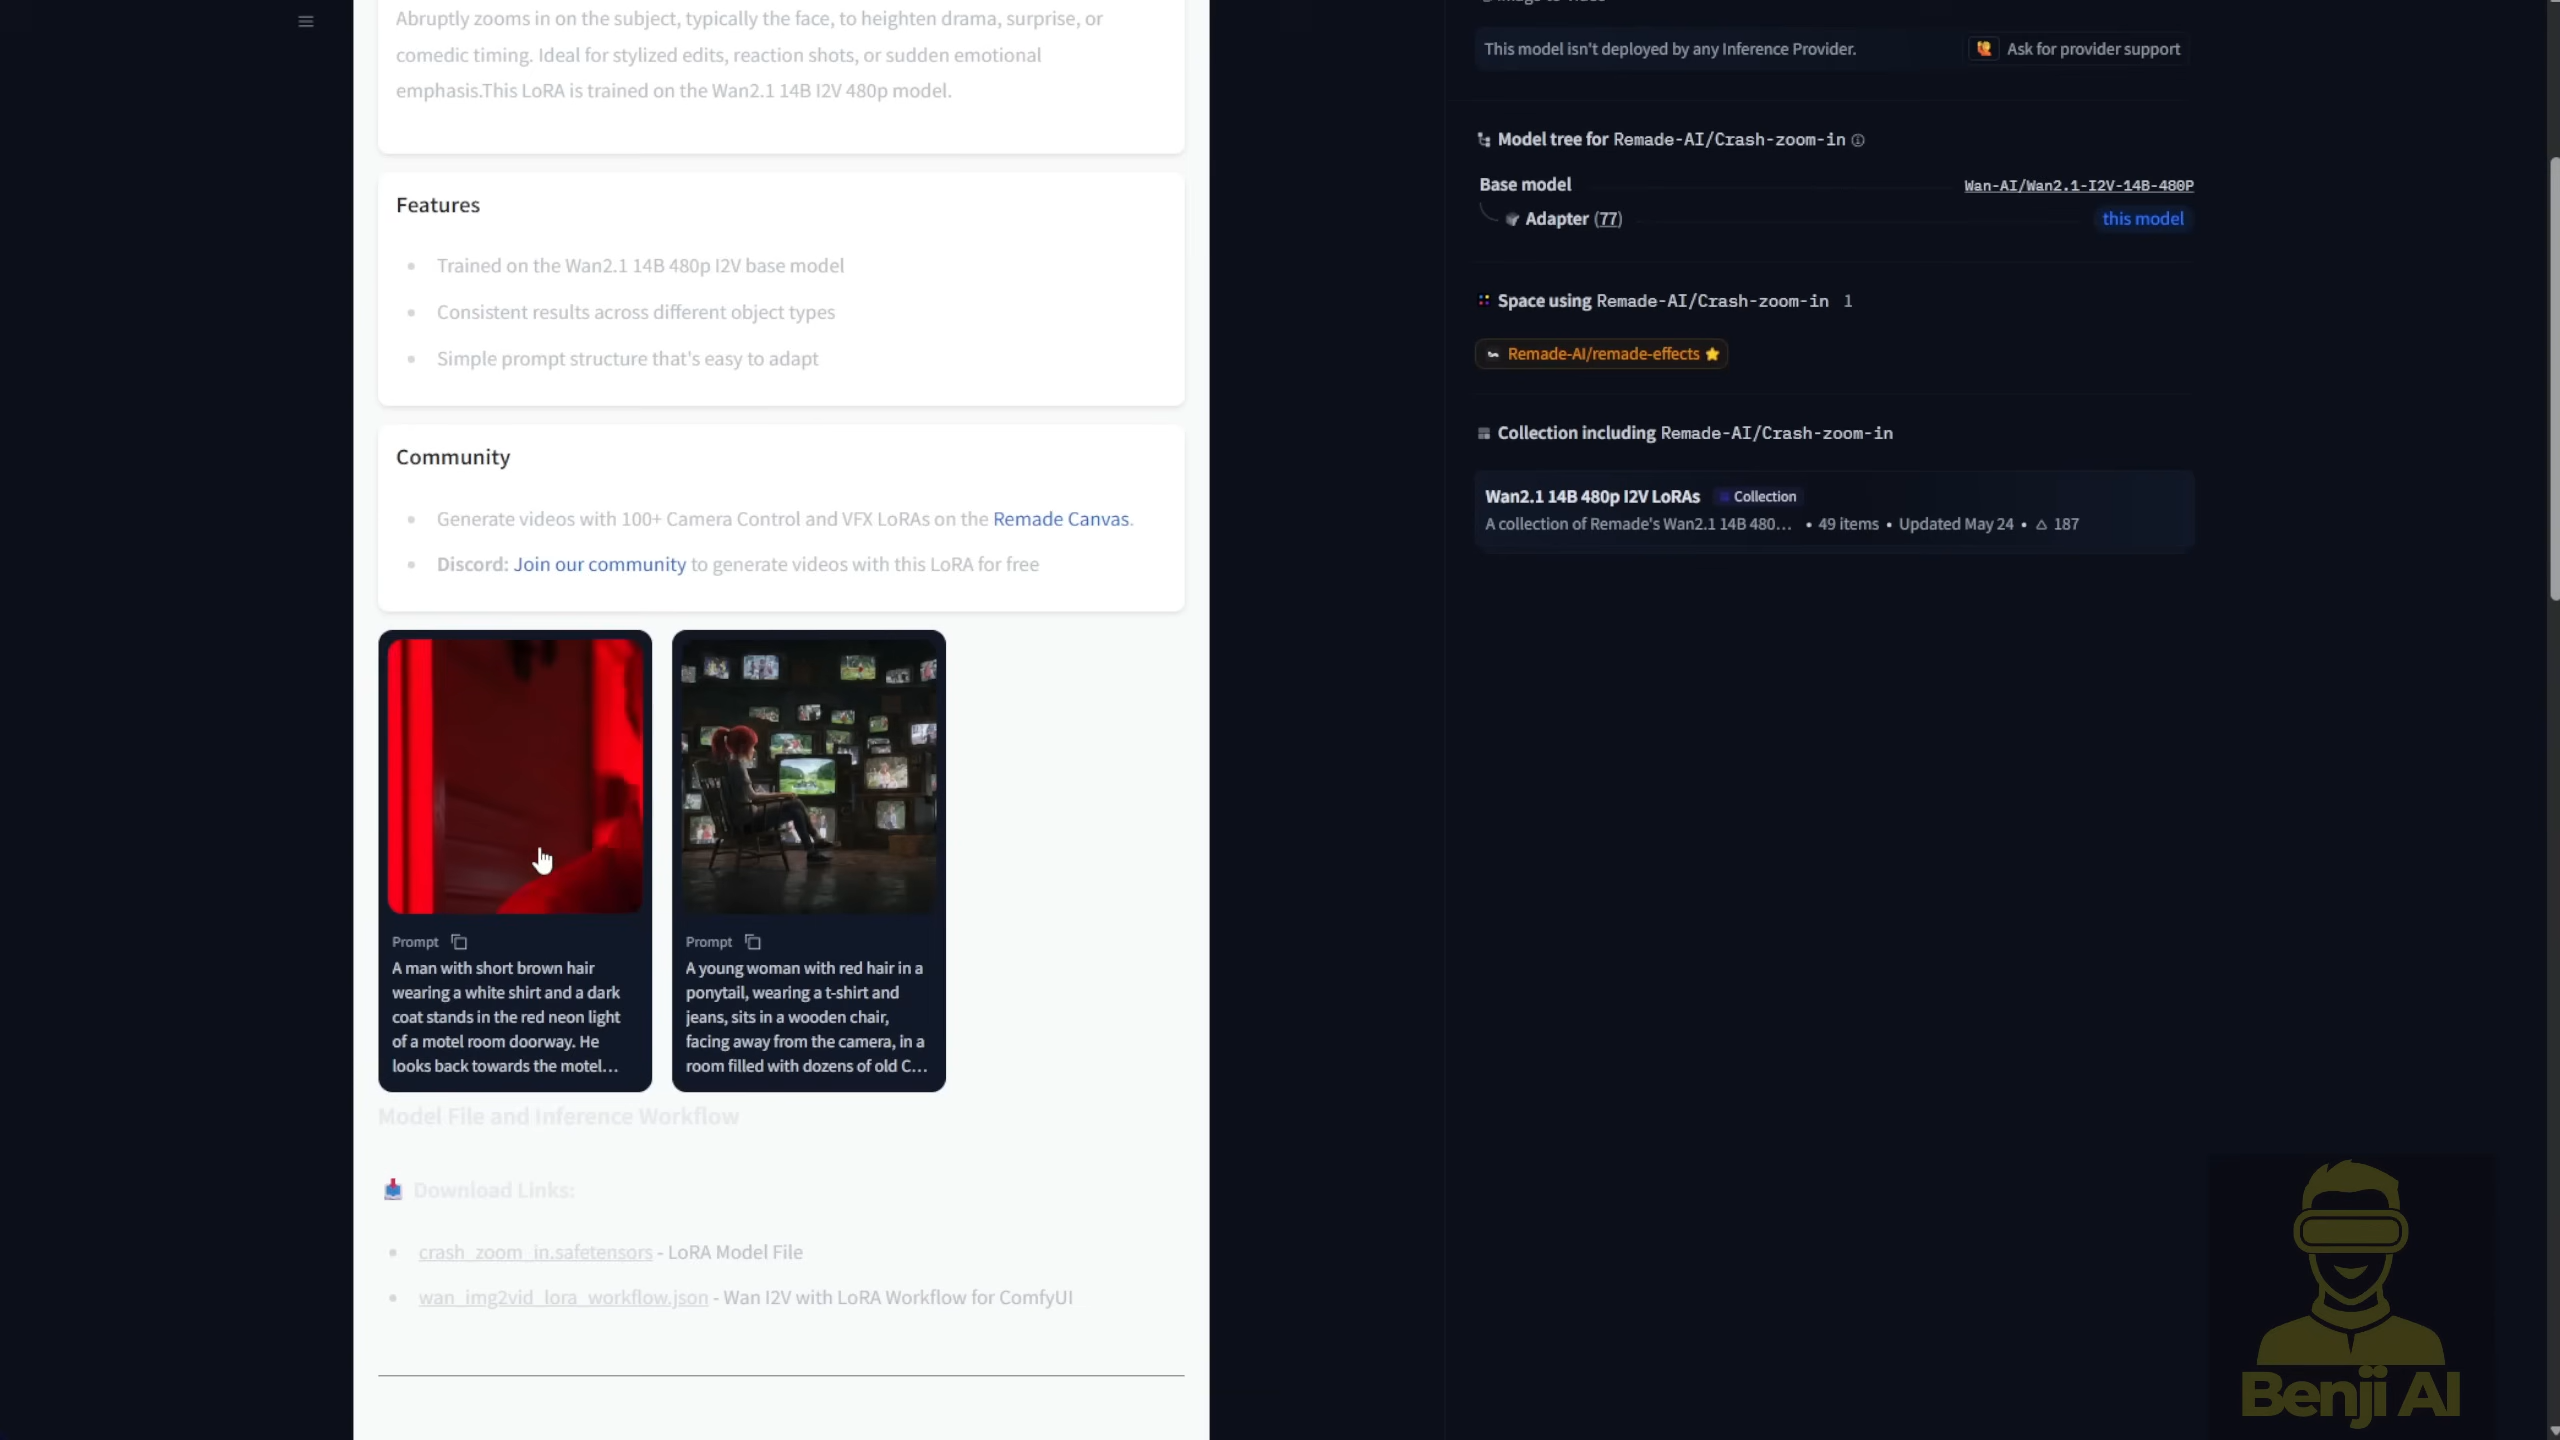 Abruptly zooms in on the subject, typically the face, to heighten drama, surprise, or
comedic timing. Ideal for stylized edits, reaction shots, or sudden emotional
emphasis.This LoRA is trained on the Wan2.1 14B I2V 480p model.
Features
Trained on the Wan2.1 14B 480p I2V base model
Consistent results across different object types
Simple prompt structure that's easy to adapt
Community
Generate videos with 100+ Camera Control and VFX LoRAs on the Remade Canvas.
Discord: Join our community to generate videos with this LoRA for free
Prompt
A man with short brown hair
wearing a white shirt and a dark
coat stands in the red neon light
of a motel room doorway. He
looks back towards the motel...
Prompt
A young woman with red hair in a
ponytail, wearing a t-shirt and
jeans, sits in a wooden chair,
facing away from the camera, in a
room filled with dozens of old C...
Model File and Inference Workflow
Download Links:
crash_zoom_in.safetensors - LoRA Model File
wan_img2vid_lora_workflow.json - Wan I2V with LoRA Workflow for ComfyUI
This model isn't deployed by any Inference Provider.
Ask for provider support
Model tree for Remade-AI/Crash-zoom-in
Base model
Wan-AI/Wan2.1-I2V-14B-480P
Adapter (77)
this model
Space using Remade-AI/Crash-zoom-in 1
Remade-AI/remade-effects
Collection including Remade-AI/Crash-zoom-in
Wan2.1 14B 480p I2V LoRAs Collection
A collection of Remade's Wan2.1 14B 480... • 49 items • Updated May 24 • 187
Benji AI